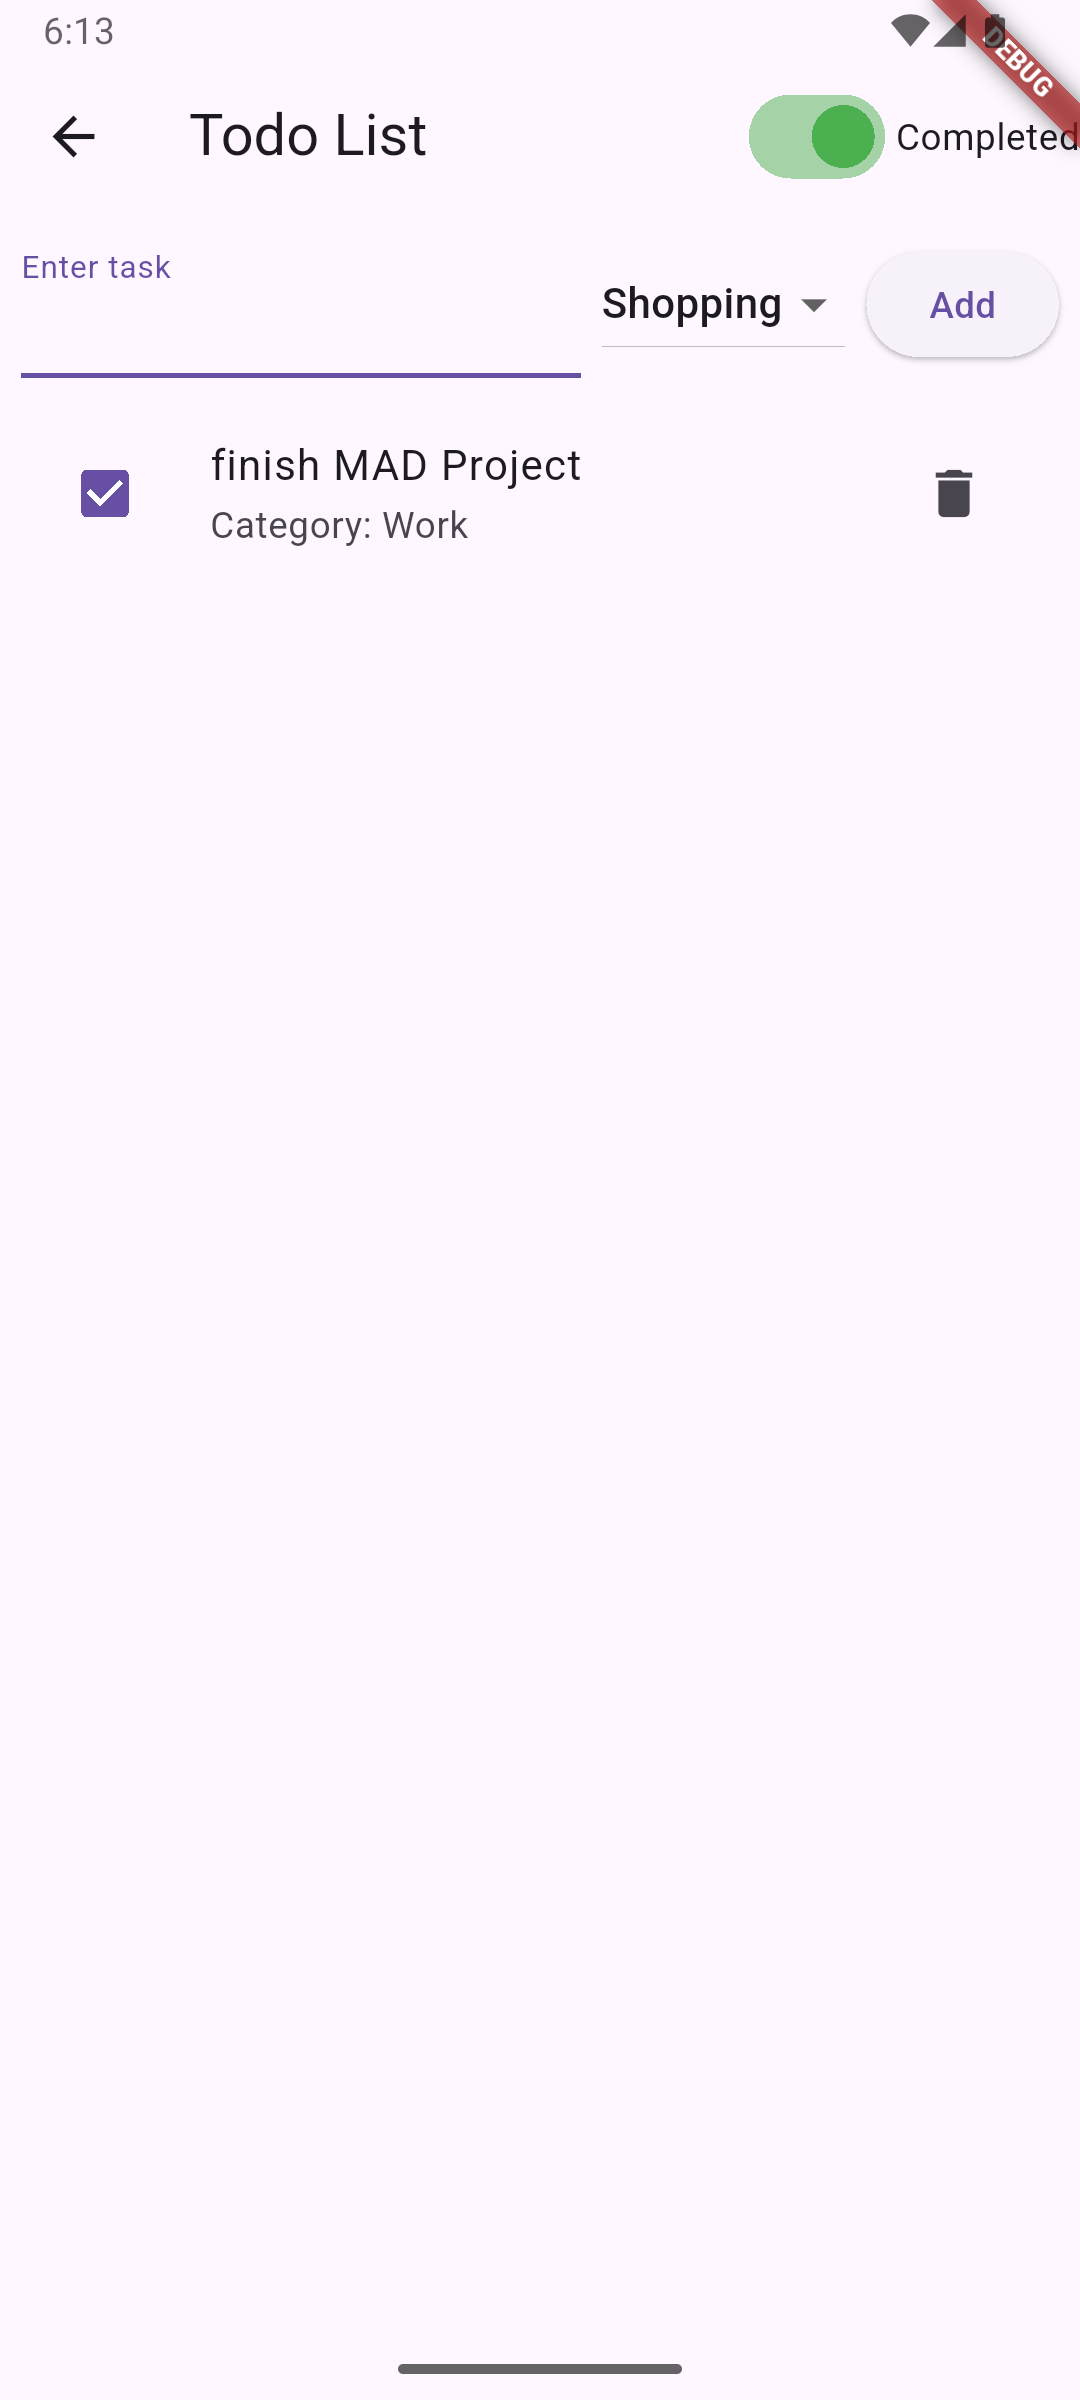 6:13
DEBUG
Todo List
Completed
Enter task
Shopping
Add
finish MAD Project
Category: Work